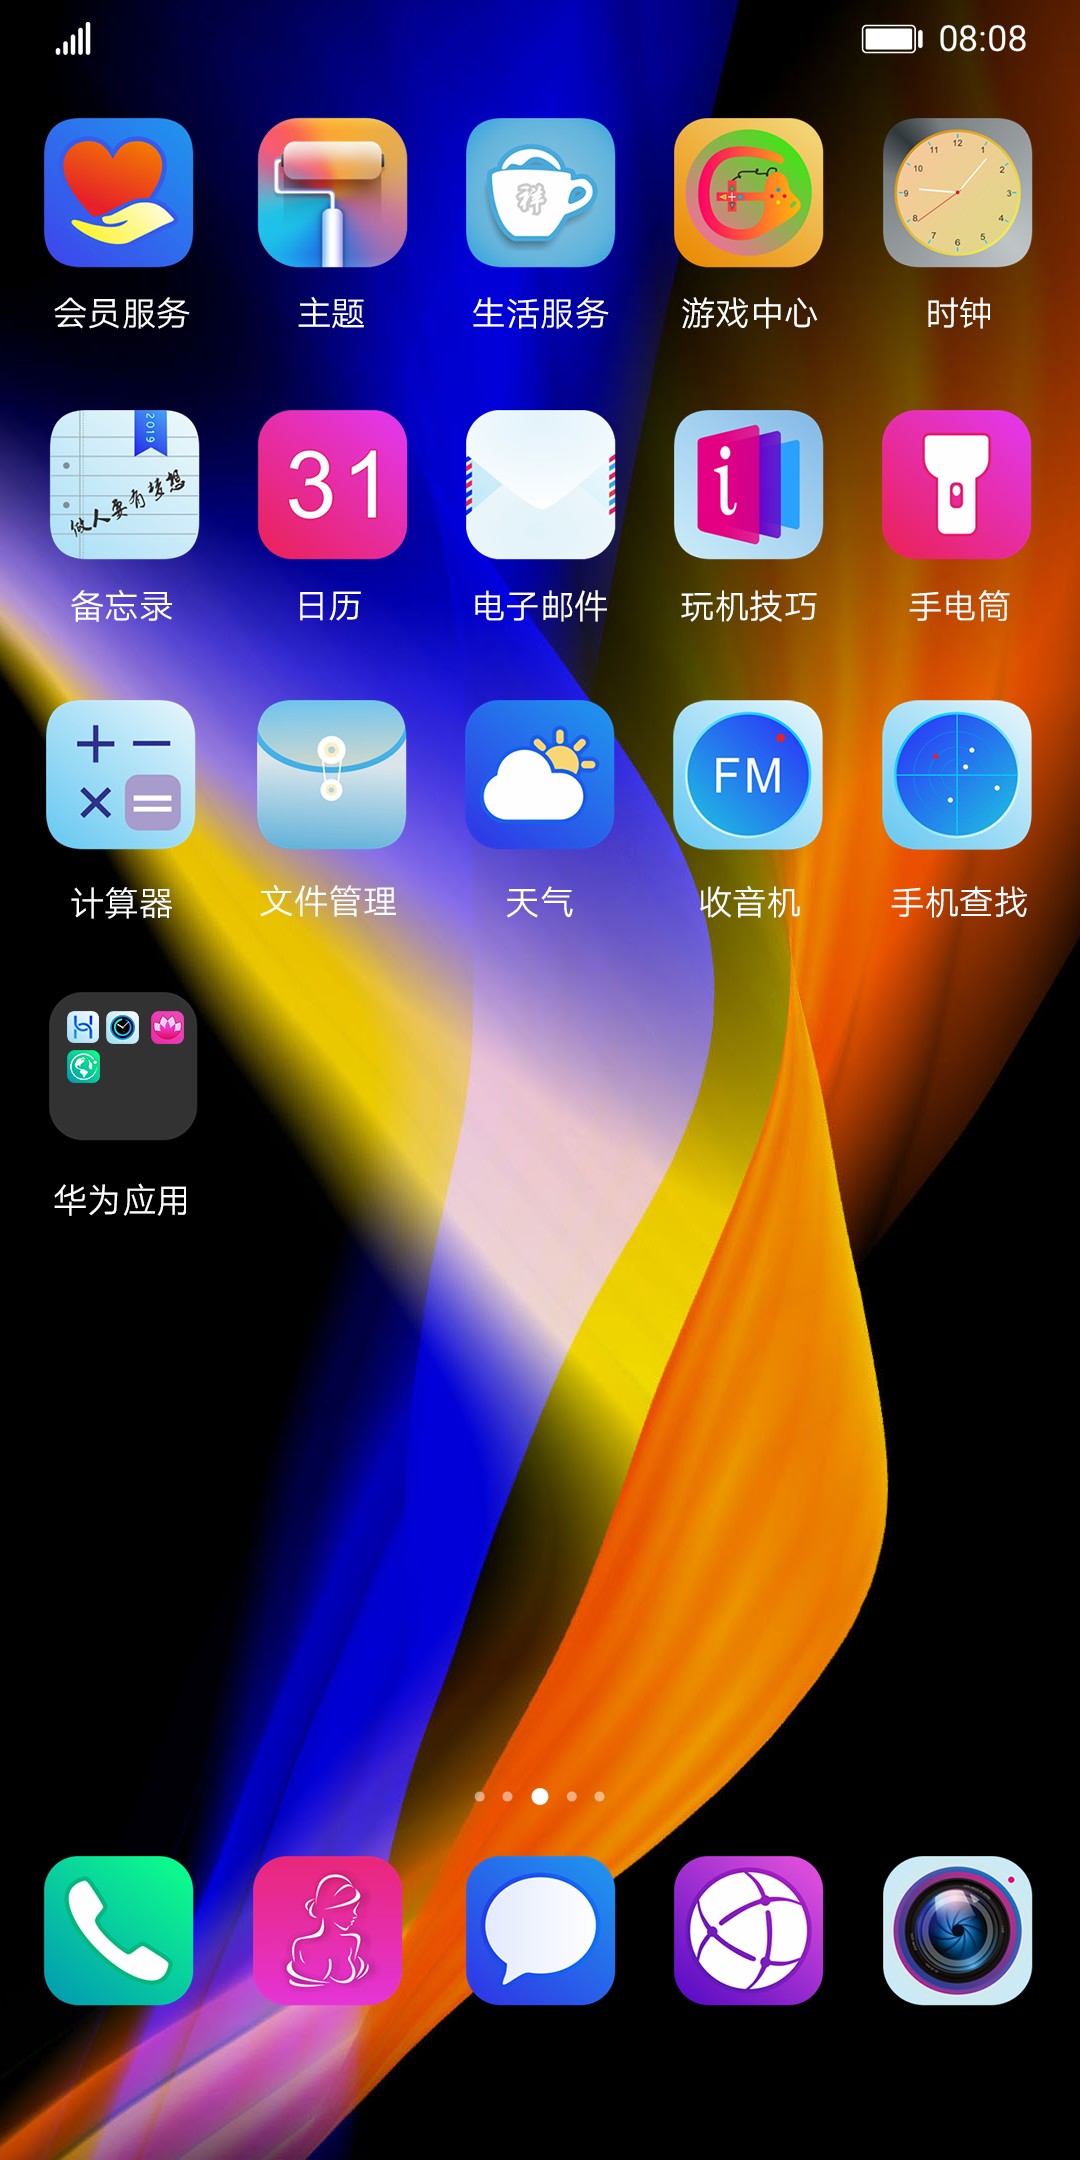 08:08
祥
12
11 1
10 2
9 3
8 4
7 5
6
会员服务 主题 生活服务 游戏中心 时钟
2019
做人要有梦想
31
i
备忘录 日历 电子邮件 玩机技巧 手电筒
FM
计算器 文件管理 天气 收音机 手机查找
华为应用